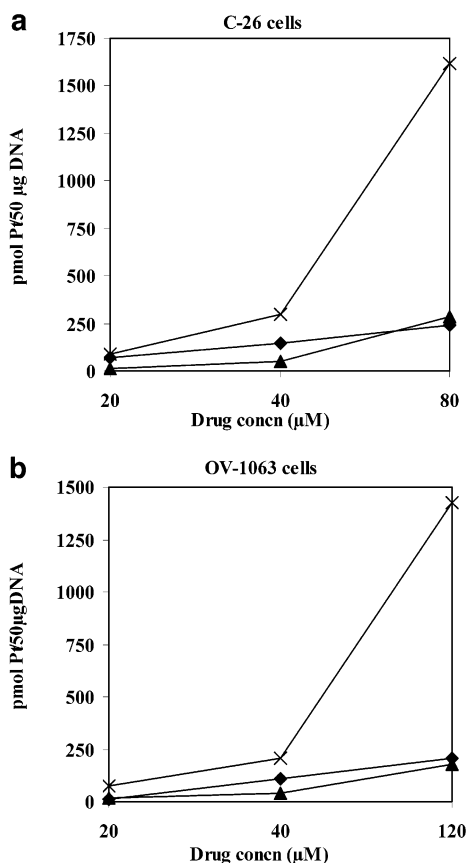 a
C-26 cells
1750
1500
1250
1000
750
500
250
0
pmol Pt/50 µg DNA
20 40 80
Drug concn (µM)
b
OV-1063 cells
1500
1250
1000
750
500
250
0
pmol Pt/50µgDNA
20 40 120
Drug concn (µM)